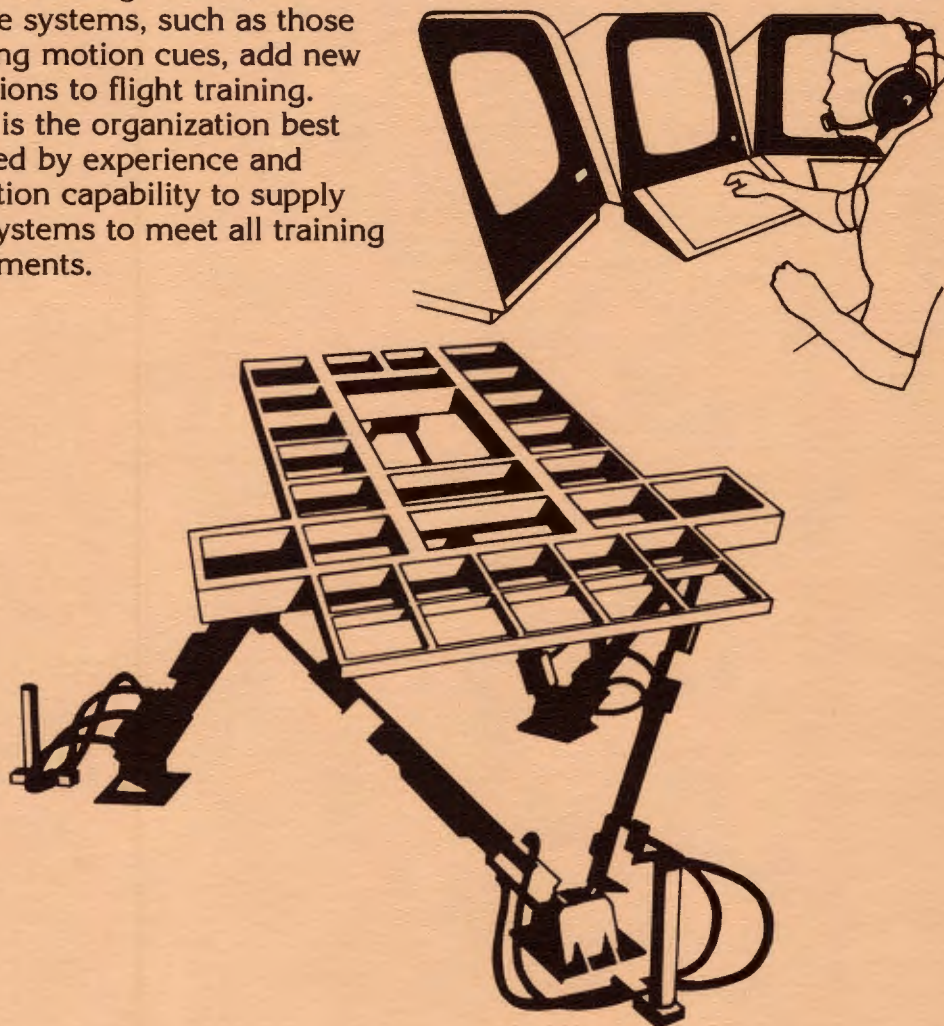 e systems, such as those
ng motion cues, add new
ions to flight training.
is the organization best
ed by experience and
tion capability to supply
ystems to meet all training
ments.